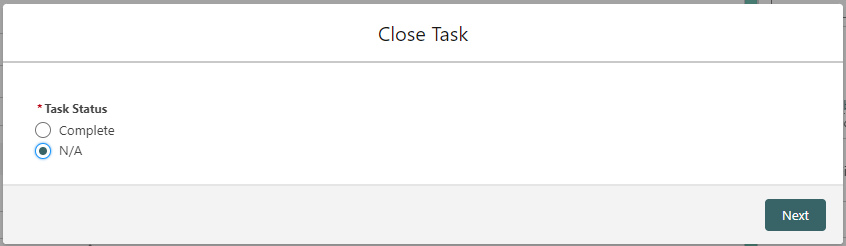 Close Task
*Task Status
Complete
N/A
Next